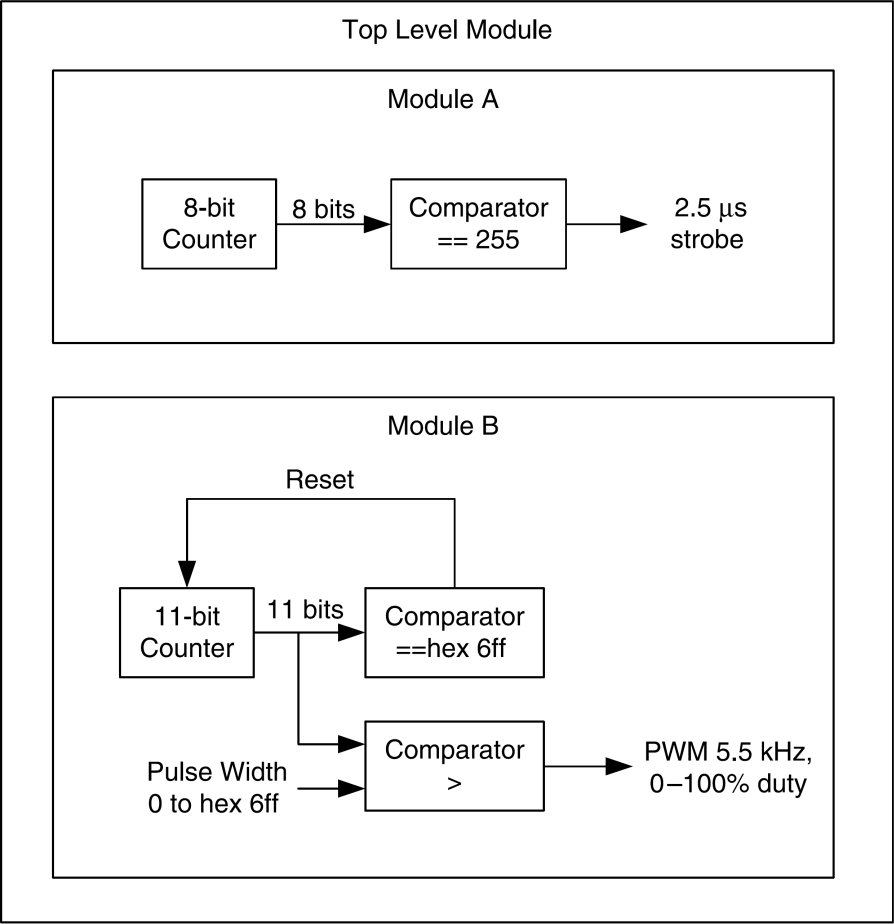 Top Level Module
Module A
8-bit
Counter
8 bits
Comparator
== 255
2.5 μs
strobe
Module B
Reset
11-bit
Counter
11 bits
Comparator
==hex 6ff
Pulse Width
0 to hex 6ff
Comparator
>
PWM 5.5 kHz,
0–100% duty